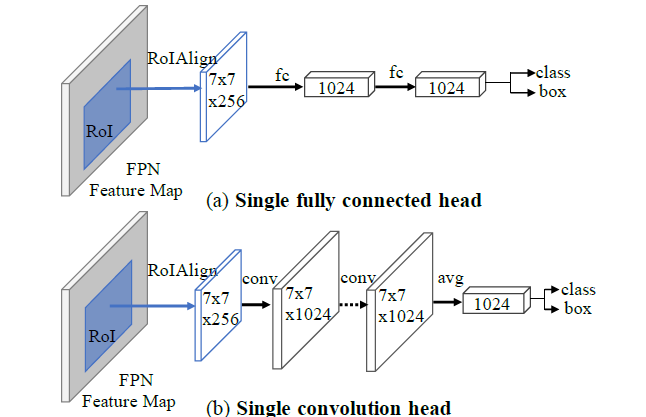 RoIAlign
7x7
x256
fc
1024
fc
1024
class
box
RoI
FPN
Feature Map
(a) Single fully connected head
RoIAlign
7x7
x256
conv
7x7
x1024
conv
7x7
x1024
avg
1024
class
box
RoI
FPN
Feature Map
(b) Single convolution head